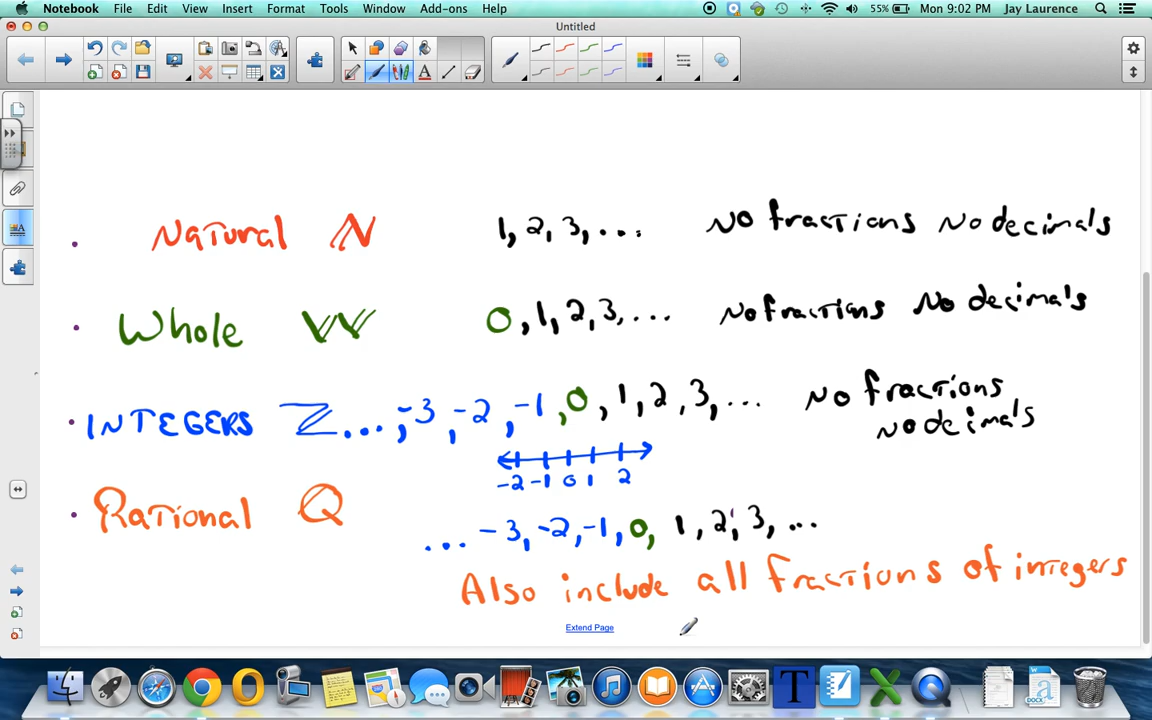 Notebook File Edit View Insert Format Tools Window Add-ons Help 55% Mon 9:02 PM Jay Laurence
Untitled
Natural N 1, 2, 3, ... No fractions No decimals
Whole W 0, 1, 2, 3, ... No fractions No decimals
INTEGERS Z ..., -3, -2, -1, 0, 1, 2, 3, ... No fractions
no decimals
-2 -1 0 1 2
Rational Q
... -3, -2, -1, 0, 1, 2, 3, ...
Also include all fractions of integers
Extend Page